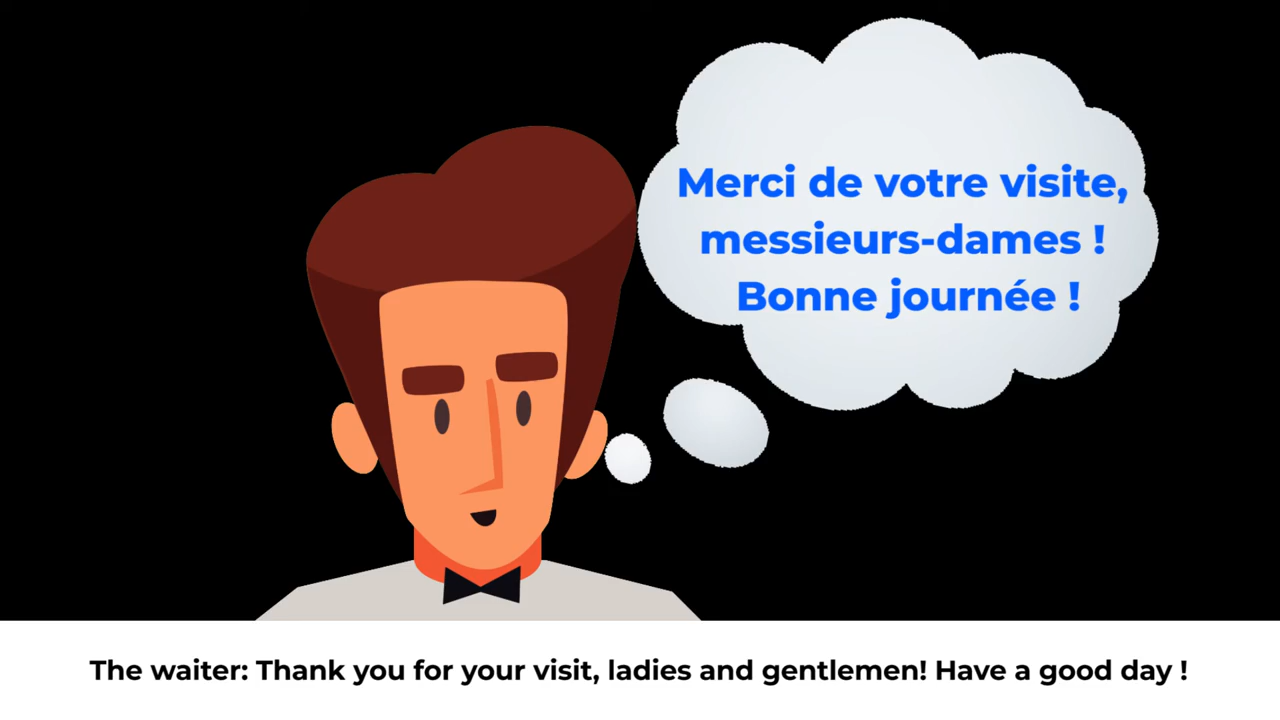 Merci de votre visite,
messieurs-dames !
Bonne journée !
The waiter: Thank you for your visit, ladies and gentlemen! Have a good day !